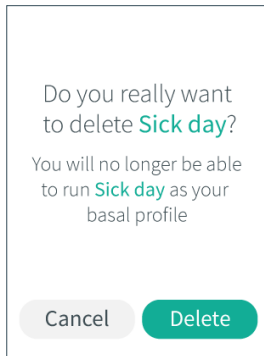 Do you really want
to delete Sick day?
You will no longer be able
to run Sick day as your
basal profile
Cancel
Delete